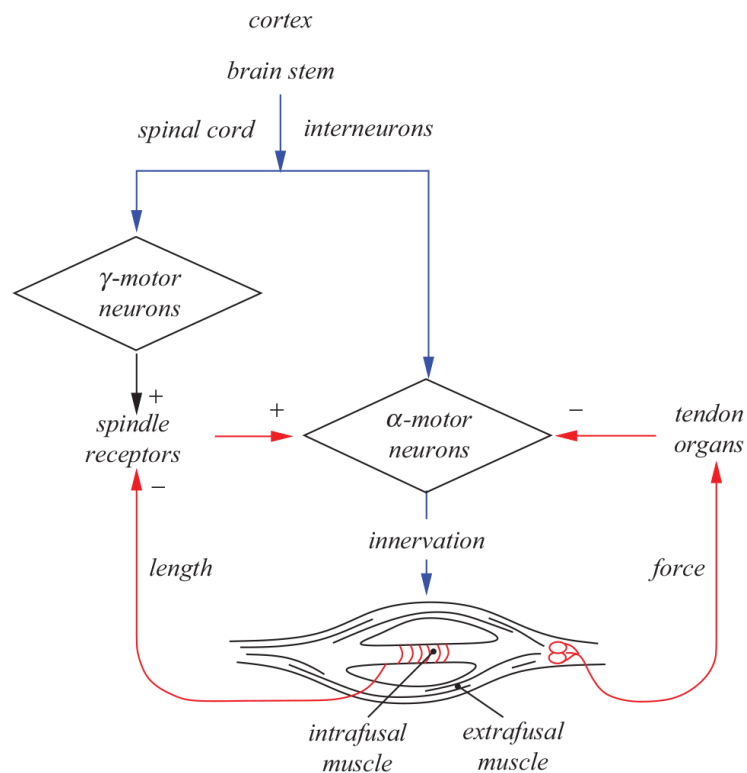 cortex
brain stem
spinal cord
interneurons
γ-motor
neurons
+
spindle
receptors
−
+
α-motor
neurons
−
tendon
organs
innervation
length
force
intrafusal
muscle
extrafusal
muscle